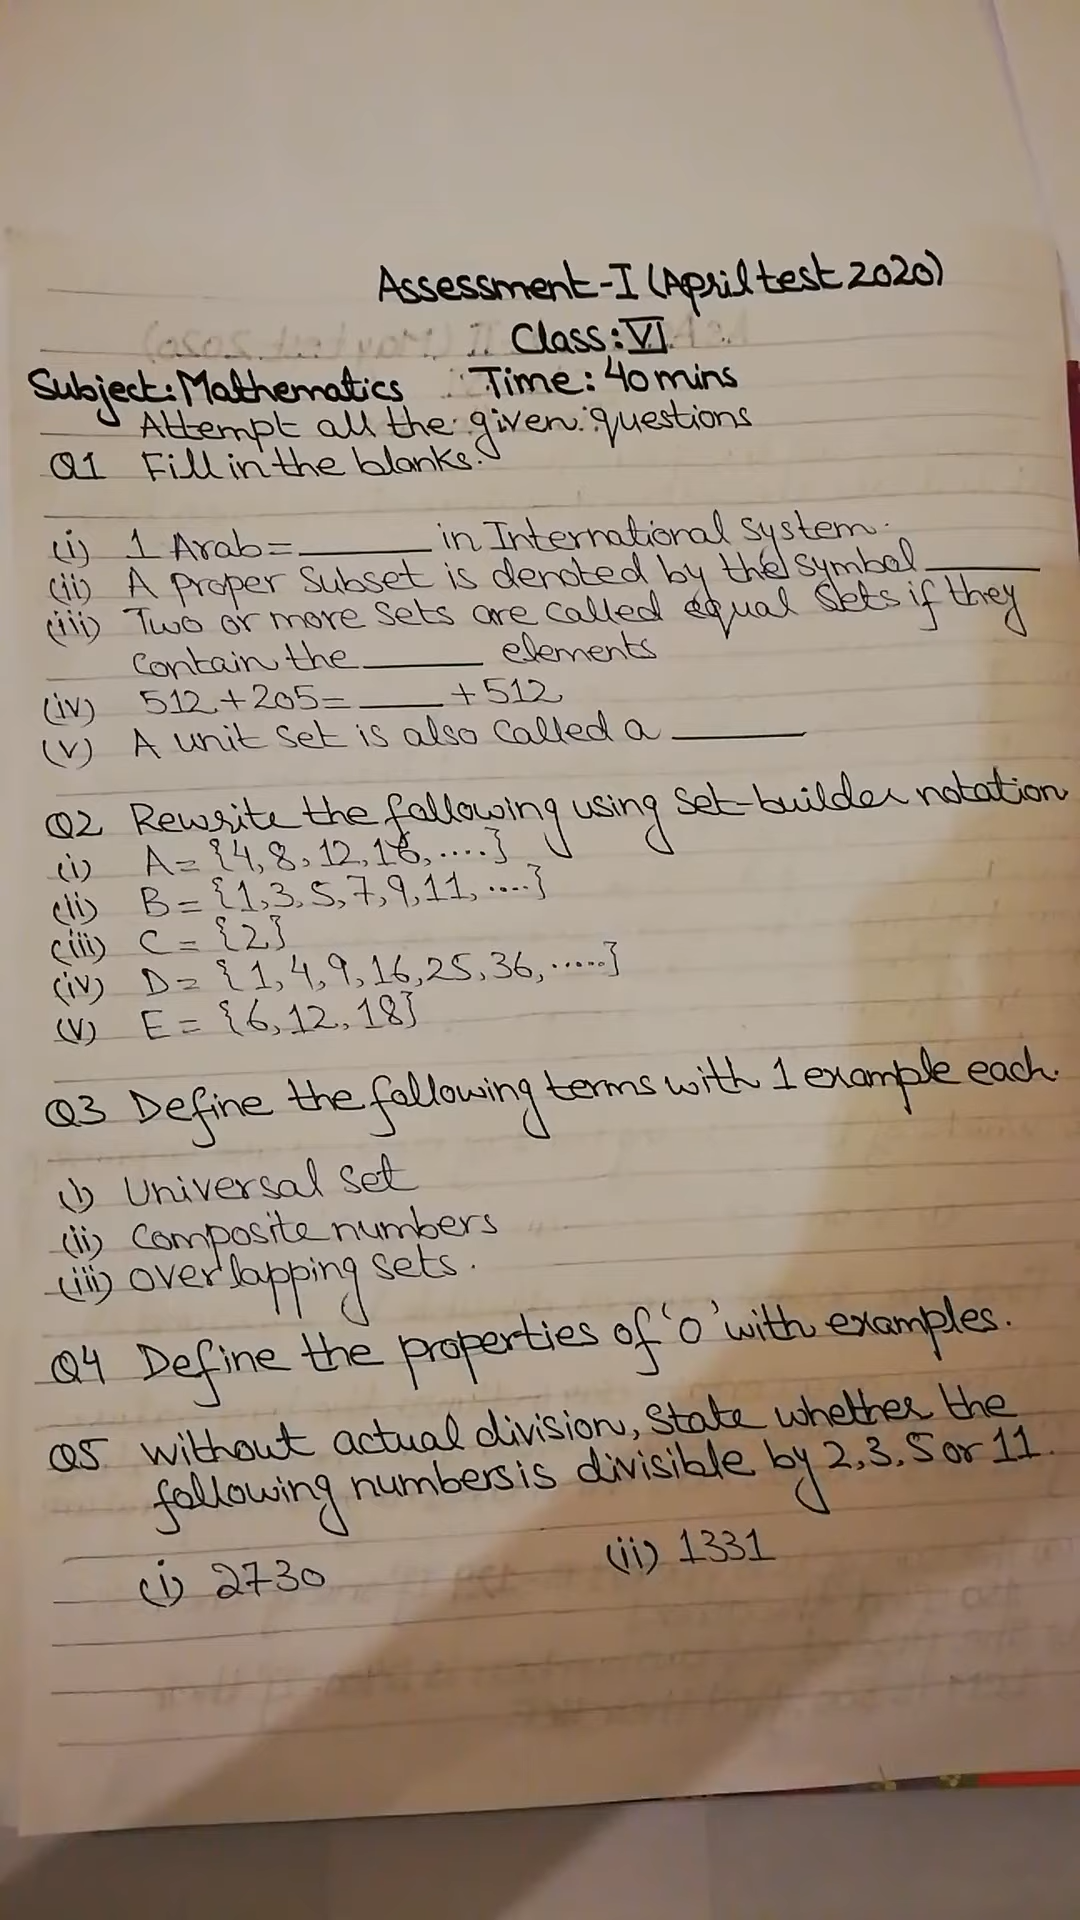 Assessment-I (April test 2020)
Class: VI
Subject: Mathematics Time: 40 mins
Attempt all the given questions
Q1 Fill in the blanks.
(i) 1 Arab = ______ in International system.
(ii) A proper subset is denoted by the symbol ______
(iii) Two or more sets are called equal sets if they
contain the ______ elements
(iv) 512 + 205 = ____ + 512
(v) A unit set is also called a ______
Q2 Rewrite the following using set-builder notation
(i) A = {4, 8, 12, 16, ....}
(ii) B = {1, 3, 5, 7, 9, 11, ....}
(iii) C = {2}
(iv) D = {1, 4, 9, 16, 25, 36, .....}
(v) E = {6, 12, 18}
Q3 Define the following terms with 1 example each.
(i) Universal set
(ii) Composite numbers
(iii) overlapping sets.
Q4 Define the properties of 'o' with examples.
Q5 without actual division, state whether the
following numbers is divisible by 2, 3, 5 or 11.
(i) 2730 (ii) 1331